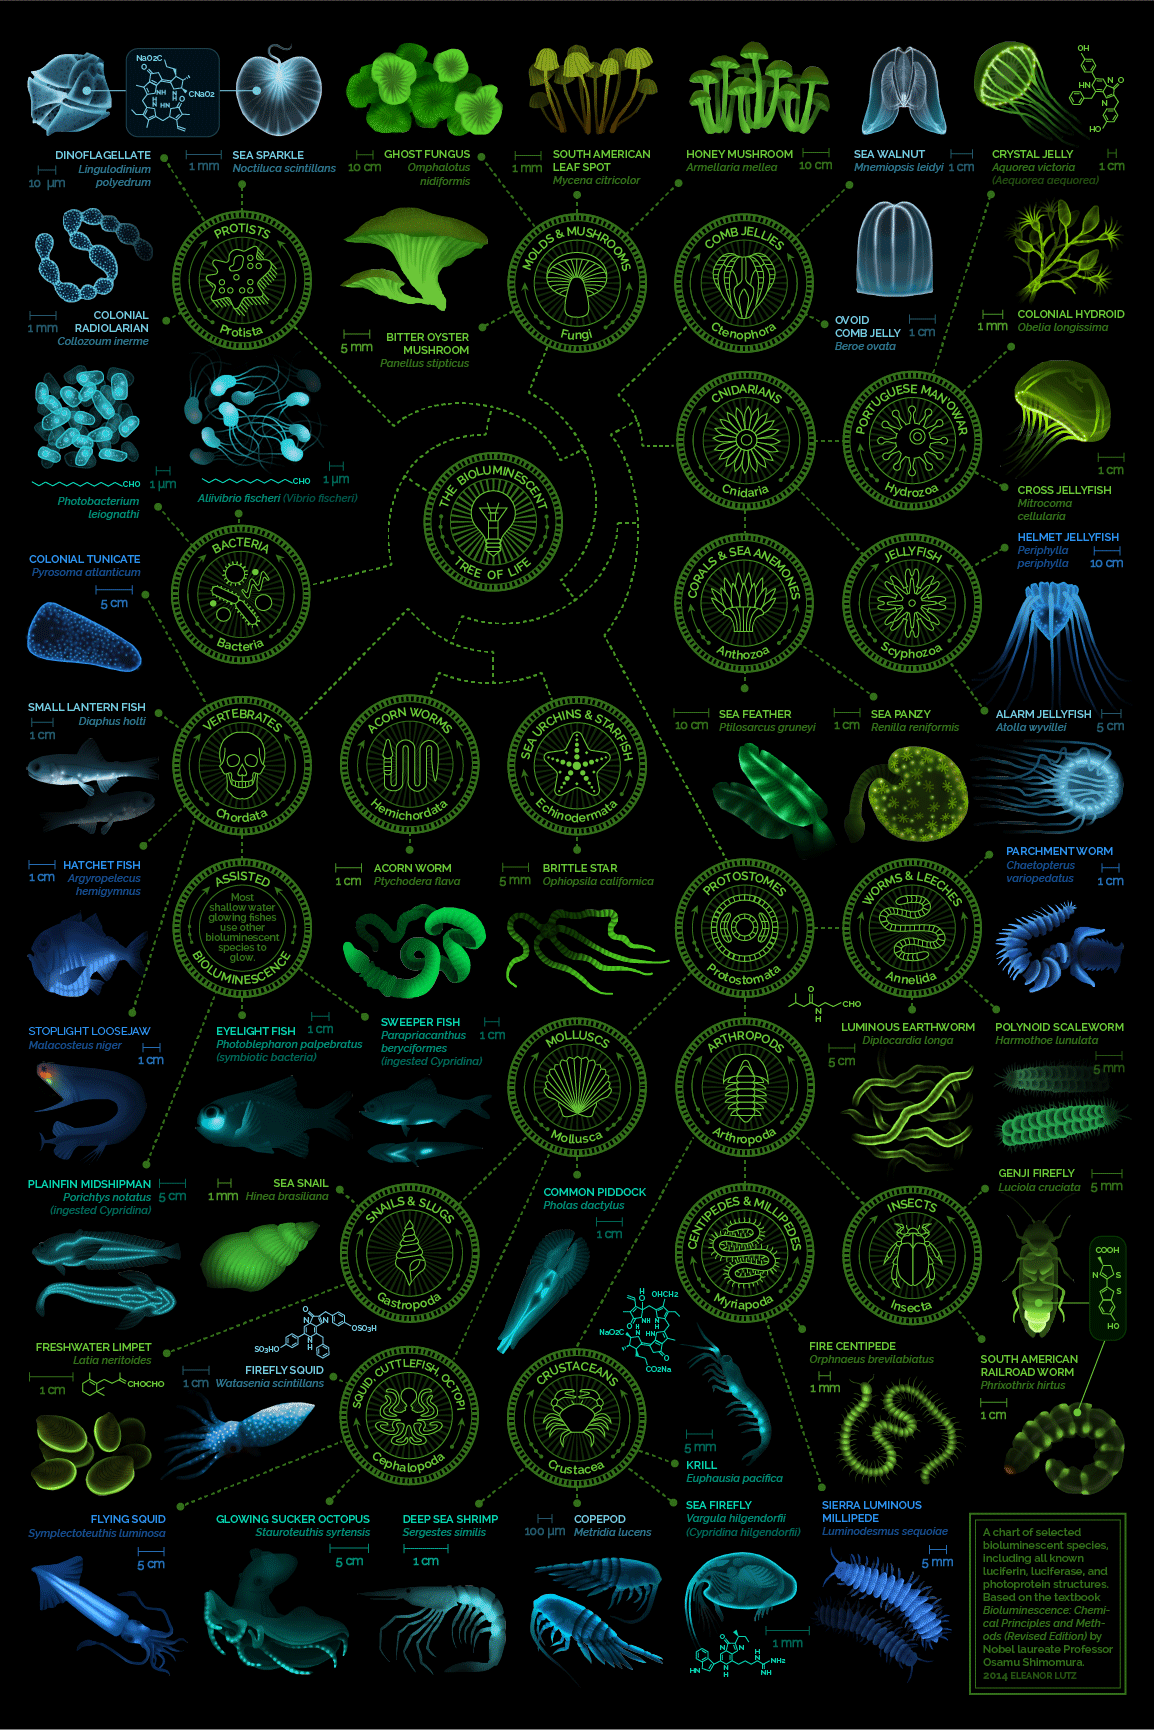 NaO2C
CNaO2
NH
HN
NH
HN
O
O
OH
N
O
HN
N
HO
DINOFLAGELLATE
Lingulodinium
polyedrum
10 µm
SEA SPARKLE
Noctiluca scintillans
1 mm
GHOST FUNGUS
Omphalotus
nidiformis
10 cm
SOUTH AMERICAN
LEAF SPOT
Mycena citricolor
1 mm
HONEY MUSHROOM
Armellaria mellea
10 cm
SEA WALNUT
Mnemiopsis leidyi
1 cm
CRYSTAL JELLY
Aquorea victoria
(Aequorea aequorea)
1 cm
PROTISTS
Protista
MOLDS & MUSHROOMS
Fungi
COMB JELLIES
Ctenophora
COLONIAL
RADIOLARIAN
Collozoum inerme
1 mm
BITTER OYSTER
MUSHROOM
Panellus stipticus
5 mm
OVOID
COMB JELLY
Beroe ovata
1 cm
COLONIAL HYDROID
Obelia longissima
1 mm
CNIDARIANS
Cnidaria
PORTUGUESE MAN'OWAR
Hydrozoa
CHO
Photobacterium
leiognathi
1 µm
CHO
Aliivibrio fischeri (Vibrio fischeri)
1 µm
THE BIOLUMINESCENT
TREE OF LIFE
CROSS JELLYFISH
Mitrocoma
cellularia
1 cm
BACTERIA
Bacteria
CORALS & SEA ANEMONES
Anthozoa
JELLYFISH
Scyphozoa
HELMET JELLYFISH
Periphylla
periphylla
10 cm
COLONIAL TUNICATE
Pyrosoma atlanticum
5 cm
SMALL LANTERN FISH
Diaphus holti
1 cm
VERTEBRATES
Chordata
ACORN WORMS
Hemichordata
SEA URCHINS & STARFISH
Echinodermata
10 cm
SEA FEATHER
Ptilosarcus gruneyi
1 cm
SEA PANZY
Renilla reniformis
ALARM JELLYFISH
Atolla wyvillei
5 cm
HATCHET FISH
Argyropelecus
hemigymnus
1 cm
ASSISTED
BIOLUMINESCENCE
Most
shallow water
glowing fishes
use other
bioluminescent
species to
glow.
1 cm
ACORN WORM
Ptychodera flava
5 mm
BRITTLE STAR
Ophiopsila californica
PROTOSTOMES
Protostomata
WORMS & LEECHES
Annelida
PARCHMENT WORM
Chaetopterus
variopedatus
1 cm
STOPLIGHT LOOSEJAW
Malacosteus niger
1 cm
EYELIGHT FISH
Photoblepharon palpebratus
(symbiotic bacteria)
1 cm
SWEEPER FISH
Parapriacanthus
beryciformes
(ingested Cypridina)
1 cm
MOLLUSCS
Mollusca
ARTHROPODS
Arthropoda
O
CHO
N
H
LUMINOUS EARTHWORM
Diplocardia longa
5 cm
POLYNOID SCALEWORM
Harmothoe lunulata
5 mm
PLAINFIN MIDSHIPMAN
Porichtys notatus
(ingested Cypridina)
5 cm
SEA SNAIL
Hinea brasiliana
1 mm
SNAILS & SLUGS
Gastropoda
COMMON PIDDOCK
Pholas dactylus
1 cm
CENTIPEDES & MILLIPEDES
Myriapoda
INSECTS
Insecta
GENJI FIREFLY
Luciola cruciata
5 mm
COOH
N
S
N
S
HO
FRESHWATER LIMPET
Latia neritoides
1 cm
CHOCHO
OSO3H
SO3HO
FIREFLY SQUID
Watasenia scintillans
1 cm
SQUID, CUTTLEFISH, OCTOPI
Cephalopoda
OHCH2
NaO2C
CO2Na
CRUSTACEANS
Crustacea
5 mm
KRILL
Euphausia pacifica
FIRE CENTIPEDE
Orphnaeus brevilabiatus
1 mm
SOUTH AMERICAN
RAILROAD WORM
Phrixothrix hirtus
1 cm
FLYING SQUID
Symplectoteuthis luminosa
5 cm
GLOWING SUCKER OCTOPUS
Stauroteuthis syrtensis
5 cm
DEEP SEA SHRIMP
Sergestes similis
1 cm
100 µm
COPEPOD
Metridia lucens
SEA FIREFLY
Vargula hilgendorfii
(Cypridina hilgendorfii)
1 mm
SIERRA LUMINOUS
MILLIPEDE
Luminodesmus sequoiae
5 mm
A chart of selected
bioluminescent species,
including all known
luciferin, luciferase, and
photoprotein structures.
Based on the textbook
Bioluminescence: Chemi-
cal Principles and Meth-
ods (Revised Edition) by
Nobel laureate Professor
Osamu Shimomura.
2014 ELEANOR LUTZ